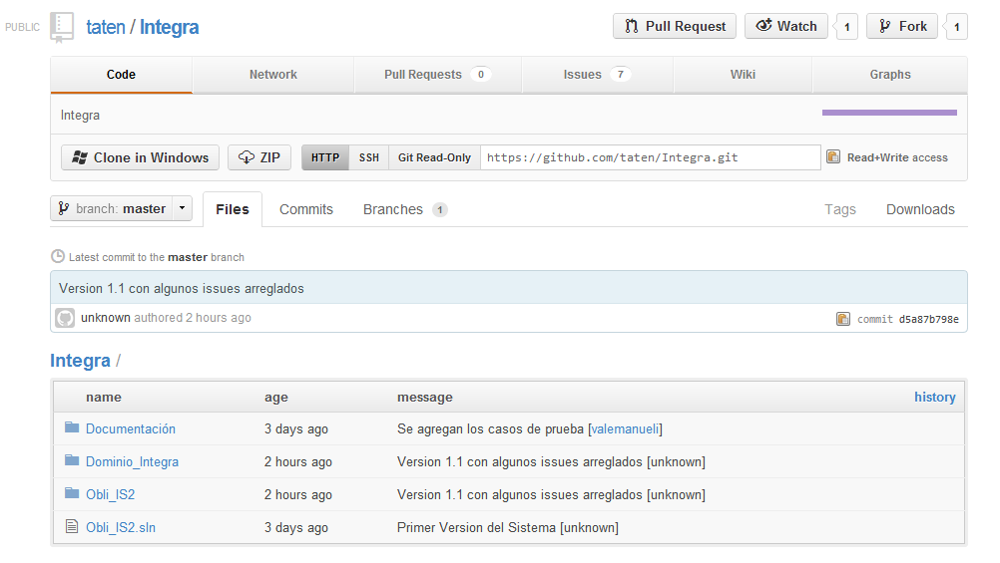 PUBLIC taten / Integra Pull Request Watch 1 Fork 1
Code Network Pull Requests 0 Issues 7 Wiki Graphs
Integra
Clone in Windows ZIP HTTP SSH Git Read-Only https://github.com/taten/Integra.git Read+Write access
branch: master Files Commits Branches 1 Tags Downloads
Latest commit to the master branch
Version 1.1 con algunos issues arreglados
unknown authored 2 hours ago commit d5a87b798e
Integra /
name age message history
Documentación 3 days ago Se agregan los casos de prueba [valemanueli]
Dominio_Integra 2 hours ago Version 1.1 con algunos issues arreglados [unknown]
Obli_IS2 2 hours ago Version 1.1 con algunos issues arreglados [unknown]
Obli_IS2.sln 3 days ago Primer Version del Sistema [unknown]